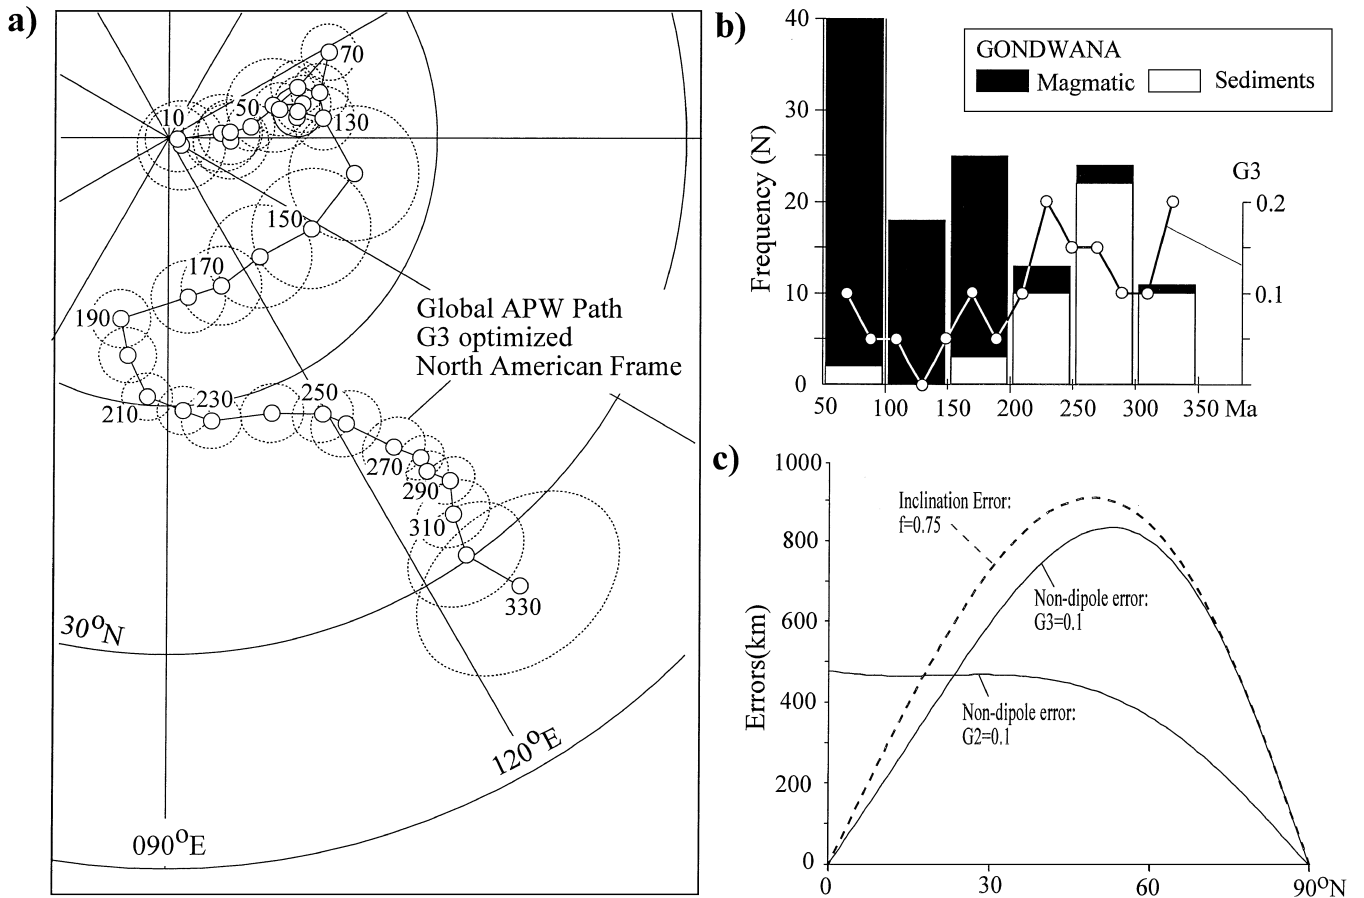 a)
70
50
10
130
150
170
190
210
230
250
270
290
310
330
Global APW Path
G3 optimized
North American Frame
30°N
120°E
090°E
b)
GONDWANA
Magmatic
Sediments
Frequency (N)
40
30
20
10
0
G3
0.2
0.1
50 100 150 200 250 300 350 Ma
c)
Errors(km)
1000
800
600
400
200
0
Inclination Error:
f=0.75
Non-dipole error:
G3=0.1
Non-dipole error:
G2=0.1
0 30 60 90°N